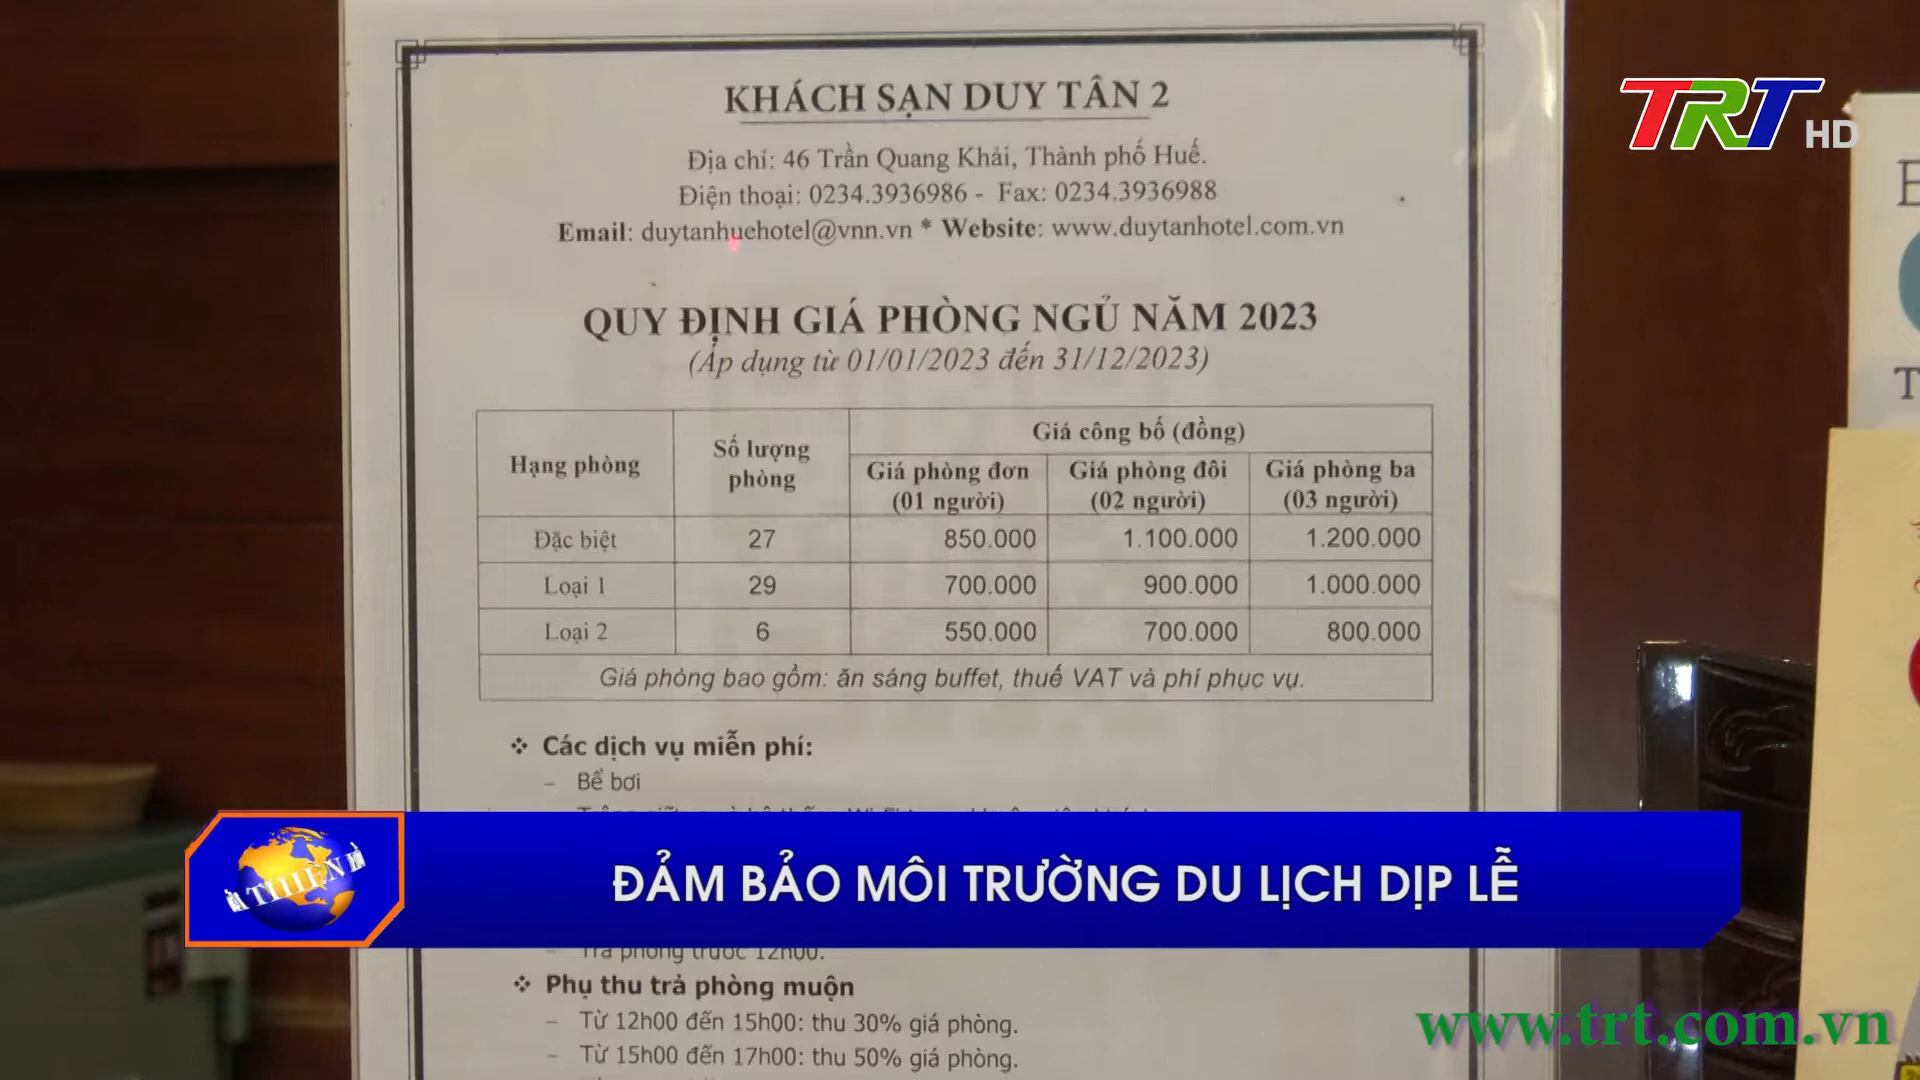 KHÁCH SẠN DUY TÂN 2
Địa chỉ: 46 Trần Quang Khải, Thành phố Huế.
Điện thoại: 0234.3936986 - Fax: 0234.3936988
Email: duytanhuehotel@vnn.vn * Website: www.duytanhotel.com.vn
TRT HD
QUY ĐỊNH GIÁ PHÒNG NGỦ NĂM 2023
(Áp dụng từ 01/01/2023 đến 31/12/2023)
Hạng phòng
Số lượng phòng
Giá công bố (đồng)
Giá phòng đơn (01 người)
Giá phòng đôi (02 người)
Giá phòng ba (03 người)
Đặc biệt 27 850.000 1.100.000 1.200.000
Loại 1 29 700.000 900.000 1.000.000
Loại 2 6 550.000 700.000 800.000
Giá phòng bao gồm: ăn sáng buffet, thuế VAT và phí phục vụ.
❖ Các dịch vụ miễn phí:
– Bể bơi
ĐẢM BẢO MÔI TRƯỜNG DU LỊCH DỊP LỄ
– Trả phòng trước 12h00.
❖ Phụ thu trả phòng muộn
– Từ 12h00 đến 15h00: thu 30% giá phòng.
– Từ 15h00 đến 17h00: thu 50% giá phòng.
www.trt.com.vn